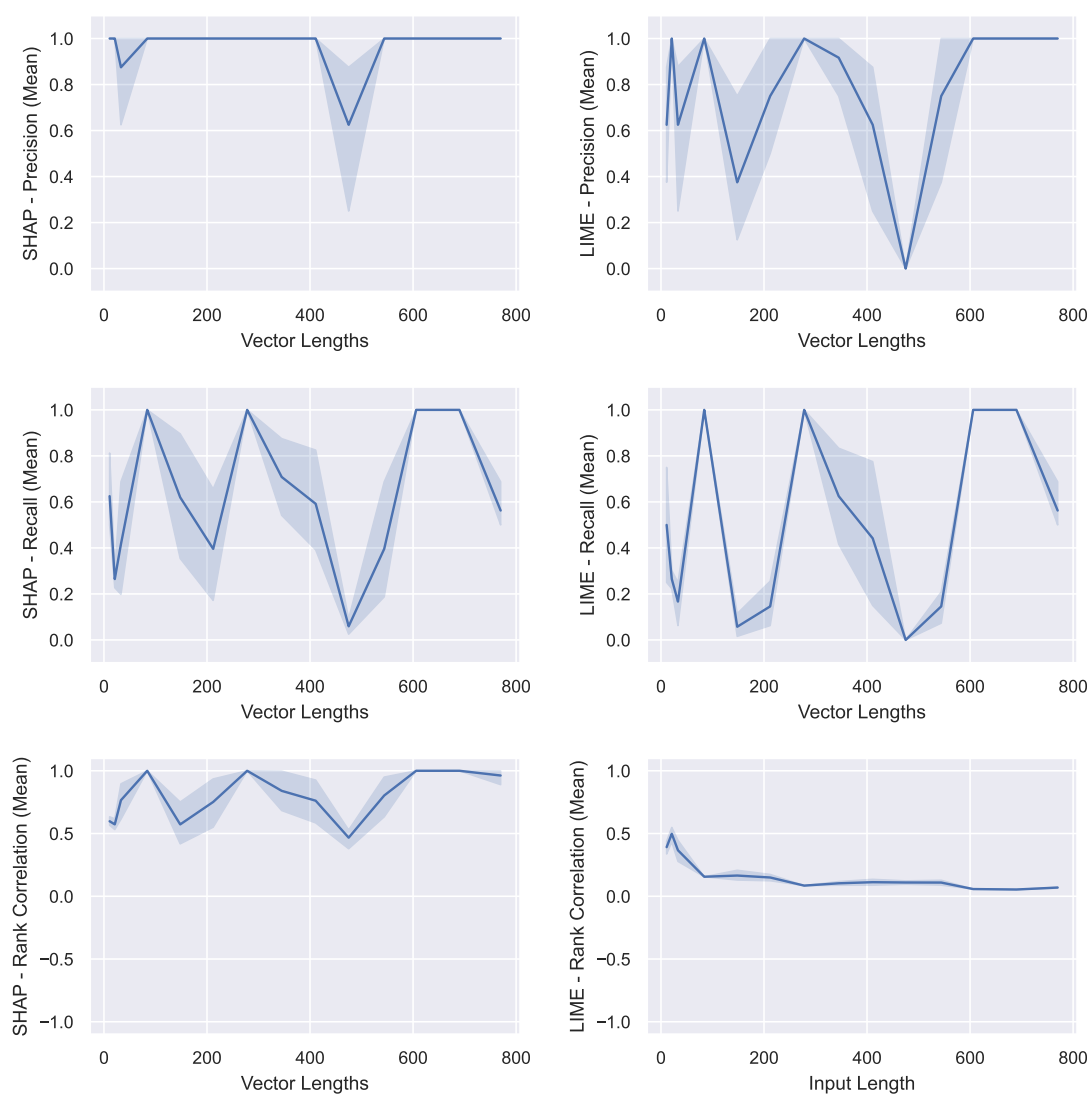 SHAP - Precision (Mean)
1.0
0.8
0.6
0.4
0.2
0.0
0 200 400 600 800
Vector Lengths
LIME - Precision (Mean)
1.0
0.8
0.6
0.4
0.2
0.0
0 200 400 600 800
Vector Lengths
SHAP - Recall (Mean)
1.0
0.8
0.6
0.4
0.2
0.0
0 200 400 600 800
Vector Lengths
LIME - Recall (Mean)
1.0
0.8
0.6
0.4
0.2
0.0
0 200 400 600 800
Vector Lengths
SHAP - Rank Correlation (Mean)
1.0
0.5
0.0
−0.5
−1.0
0 200 400 600 800
Vector Lengths
LIME - Rank Correlation (Mean)
1.0
0.5
0.0
−0.5
−1.0
0 200 400 600 800
Input Length